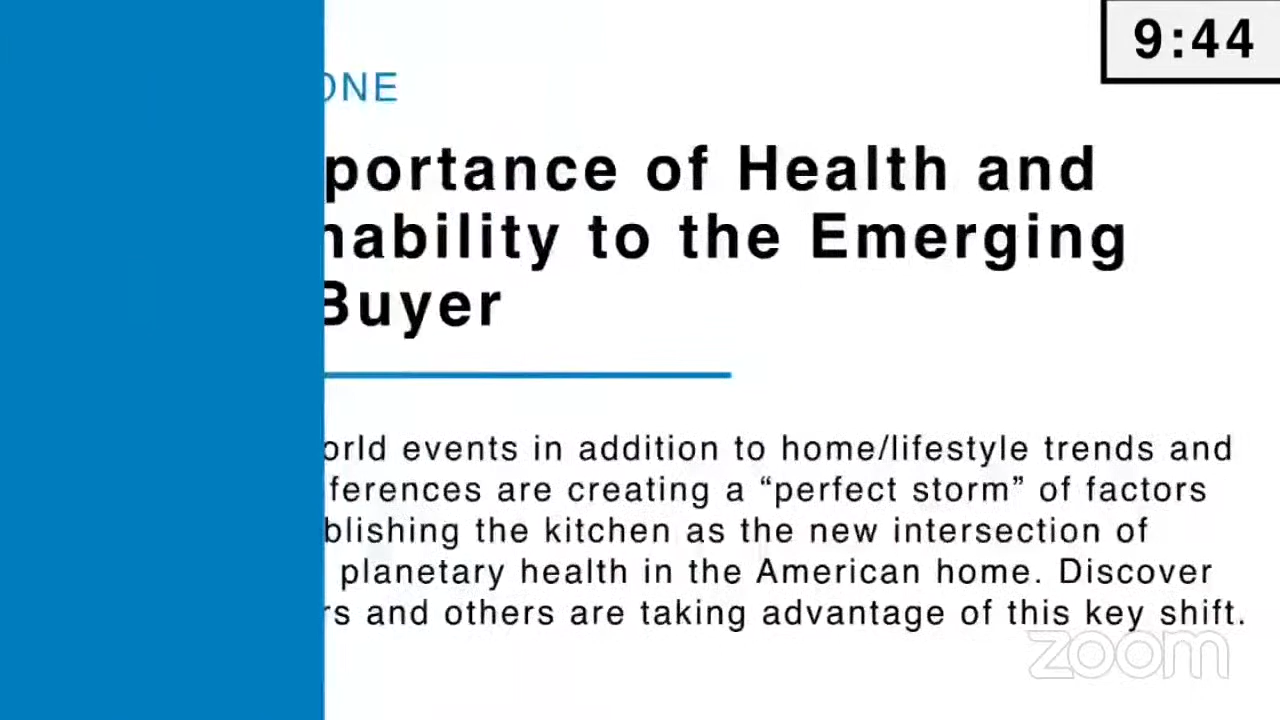 9:44
ONE
portance of Health and
nability to the Emerging
Buyer
orld events in addition to home/lifestyle trends and
ferences are creating a “perfect storm” of factors
blishing the kitchen as the new intersection of
planetary health in the American home. Discover
rs and others are taking advantage of this key shift.
zoom